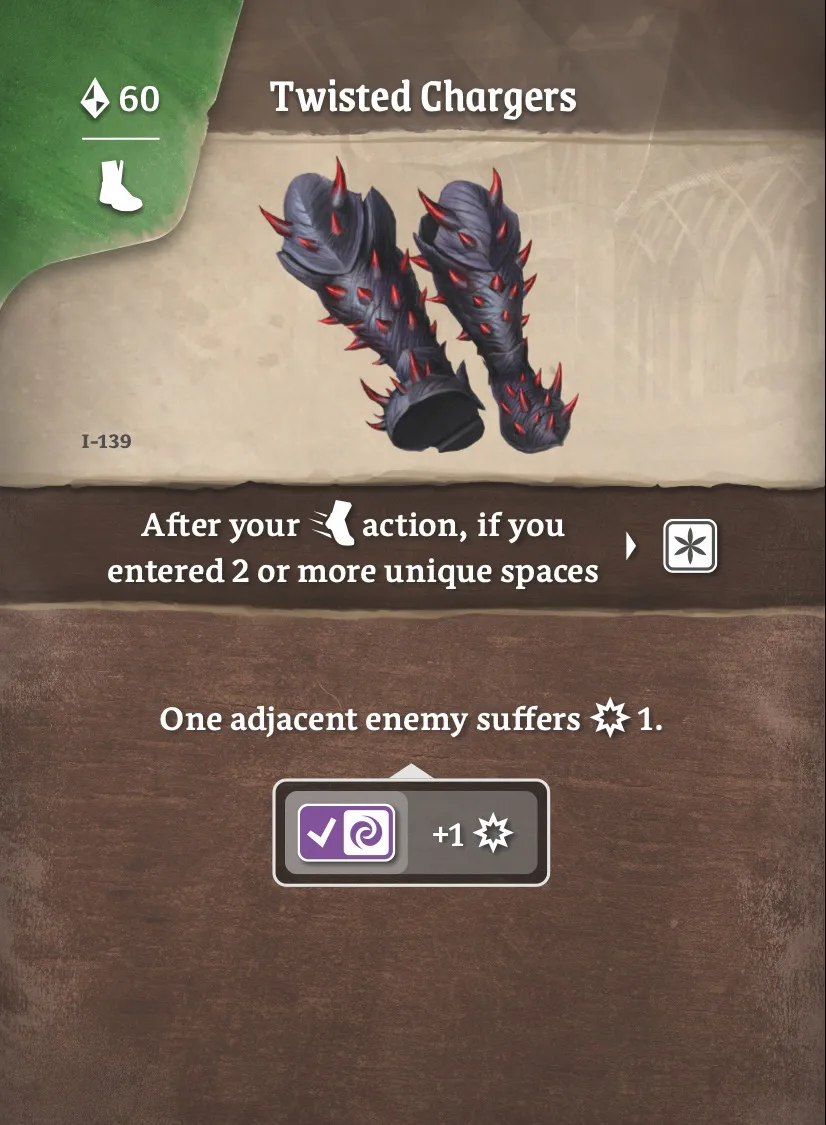 60
Twisted Chargers
I-139
After your action, if you
entered 2 or more unique spaces
One adjacent enemy suffers 1.
+1